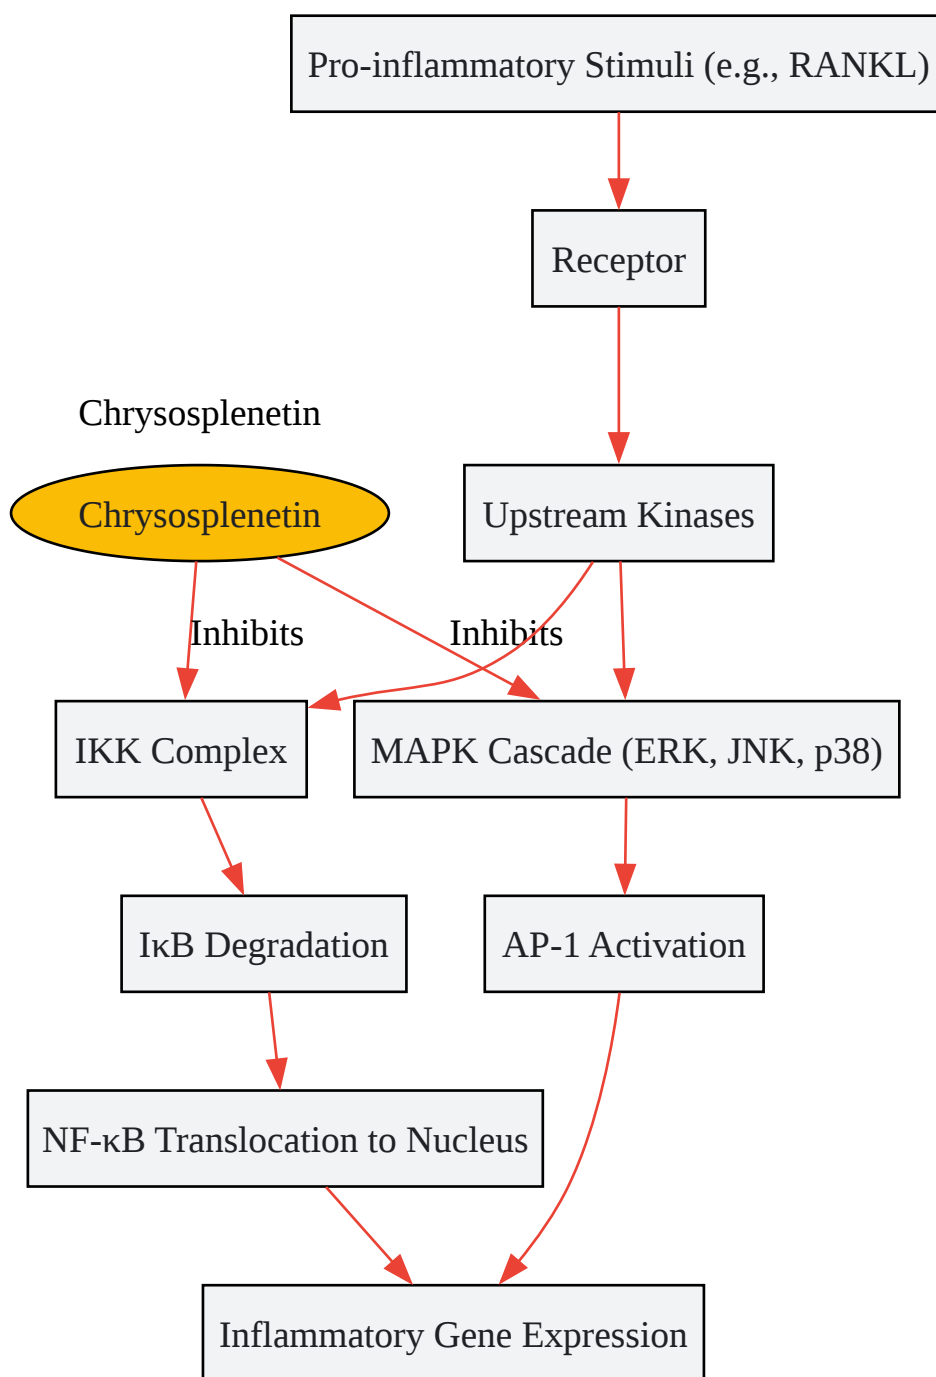 Pro-inflammatory Stimuli (e.g., RANKL)
Receptor
Chrysosplenetin
Chrysosplenetin
Upstream Kinases
Inhibits
Inhibits
IKK Complex
MAPK Cascade (ERK, JNK, p38)
IκB Degradation
AP-1 Activation
NF-κB Translocation to Nucleus
Inflammatory Gene Expression